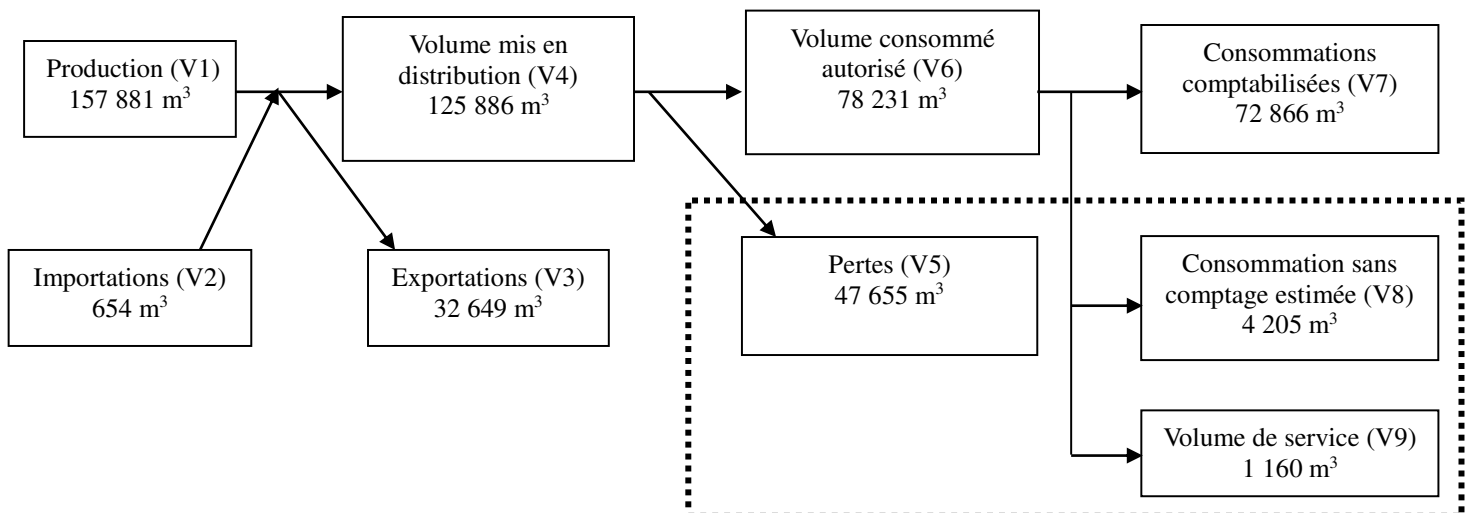 Production (V1)
157 881 m³
Volume mis en
distribution (V4)
125 886 m³
Volume consommé
autorisé (V6)
78 231 m³
Consommations
comptabilisées (V7)
72 866 m³
Importations (V2)
654 m³
Exportations (V3)
32 649 m³
Pertes (V5)
47 655 m³
Consommation sans
comptage estimée (V8)
4 205 m³
Volume de service (V9)
1 160 m³